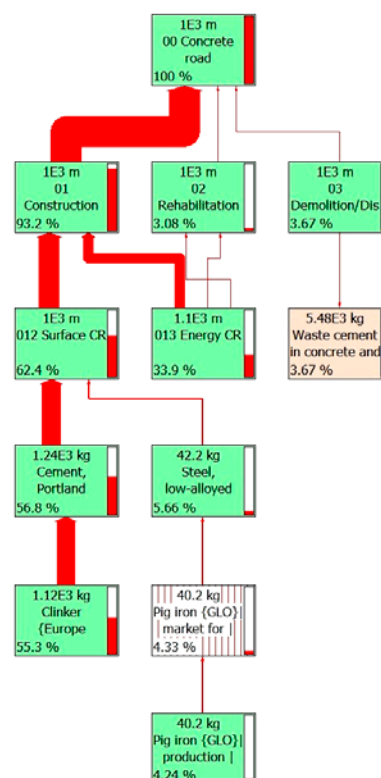 1E3 m
00 Concrete
road
100 %
1E3 m
01
Construction
93.2 %
1E3 m
02
Rehabilitation
3.08 %
1E3 m
03
Demolition/Dis
3.67 %
1E3 m
012 Surface CR
62.4 %
1.1E3 m
013 Energy CR
33.9 %
5.48E3 kg
Waste cement
in concrete and
3.67 %
1.24E3 kg
Cement,
Portland
56.8 %
42.2 kg
Steel,
low-alloyed
5.66 %
1.12E3 kg
Clinker
{Europe
55.3 %
40.2 kg
Pig iron {GLO}|
market for |
4.33 %
40.2 kg
Pig iron {GLO}|
production |
4.24 %